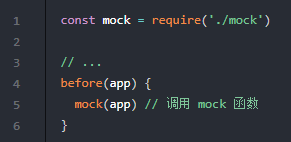 1 const mock = require('./mock')
2
3 // ...
4 before(app) {
5   mock(app) // 调用 mock 函数
6 }